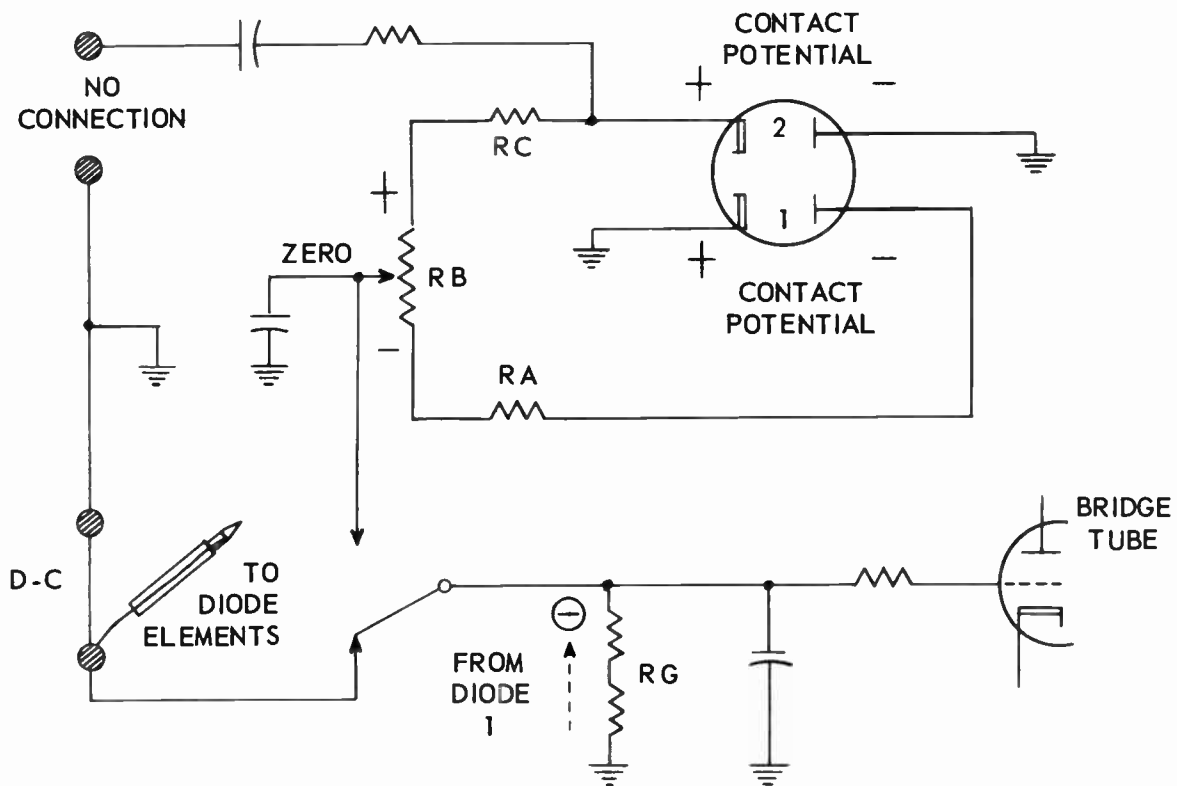 CONTACT
POTENTIAL
+ −
NO
CONNECTION
2
RC
+
1
ZERO
RB
+ −
CONTACT
POTENTIAL
−
RA
BRIDGE
TUBE
D-C
TO
DIODE
ELEMENTS
−
FROM
DIODE
1
RG